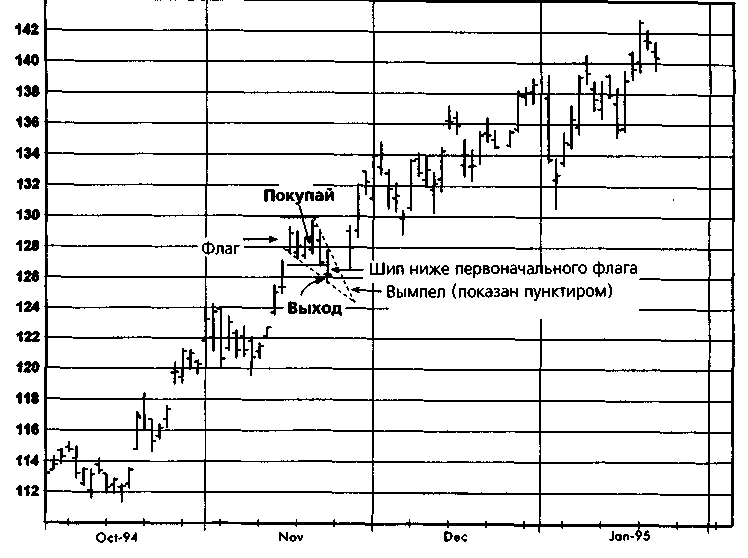 142
140
138
136
134
132
130
128
126
124
122
120
118
116
114
112
Покупай
Флаг
Шип ниже первоначального флага
Вымпел (показан пунктиром)
Выход
Oct-94
Nov
Dec
Jan-95